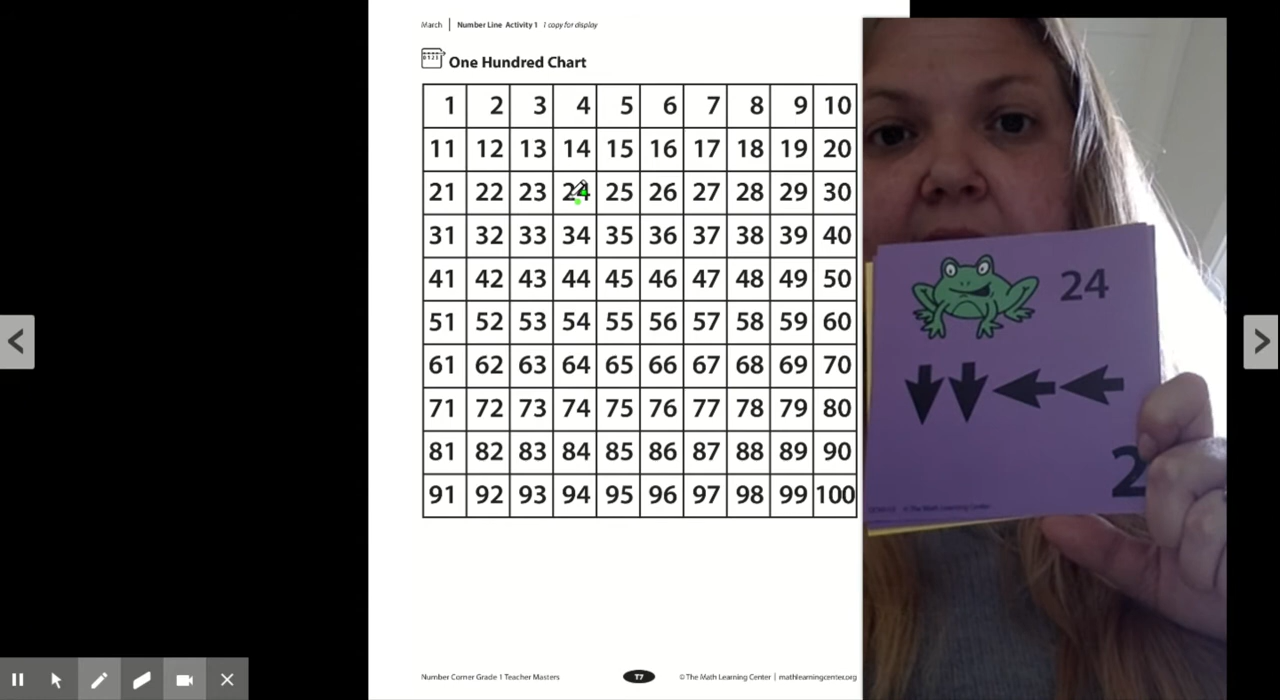 March | Number Line Activity 1 1 copy for display
One Hundred Chart
1 2 3 4 5 6 7 8 9 10
11 12 13 14 15 16 17 18 19 20
21 22 23 24 25 26 27 28 29 30
31 32 33 34 35 36 37 38 39 40
41 42 43 44 45 46 47 48 49 50
51 52 53 54 55 56 57 58 59 60
61 62 63 64 65 66 67 68 69 70
71 72 73 74 75 76 77 78 79 80
81 82 83 84 85 86 87 88 89 90
91 92 93 94 95 96 97 98 99 100
Number Corner Grade 1 Teacher Masters T7 © The Math Learning Center | mathlearningcenter.org
24
2
© The Math Learning Center